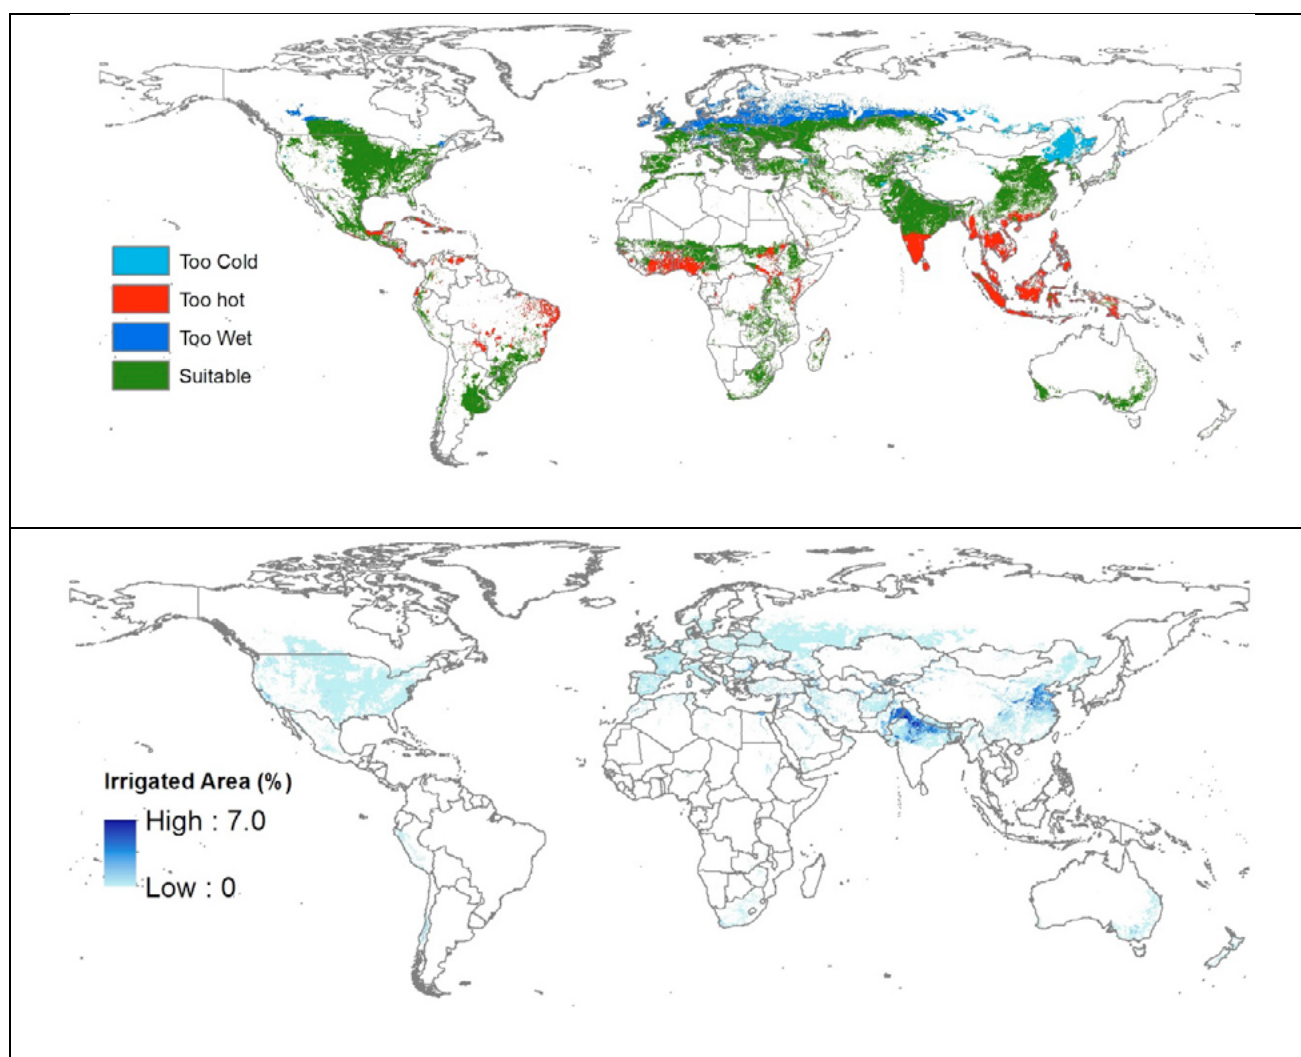 Too Cold
Too hot
Too Wet
Suitable
Irrigated Area (%)
High : 7.0
Low : 0